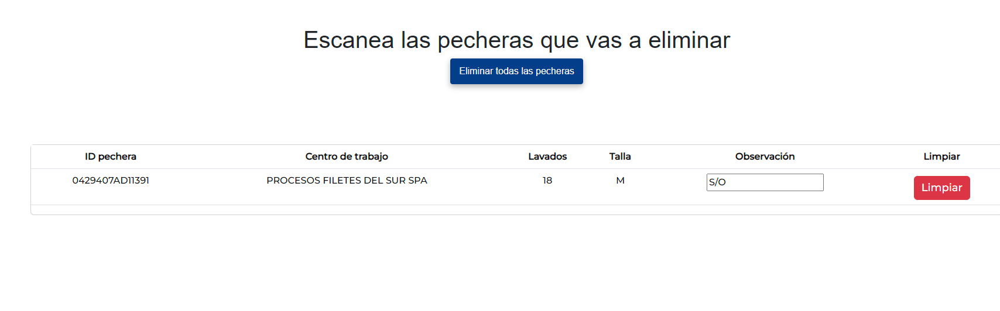 Escanea las pecheras que vas a eliminar
Eliminar todas las pecheras
ID pechera Centro de trabajo Lavados Talla Observación Limpiar
0429407AD11391 PROCESOS FILETES DEL SUR SPA 18 M S/O Limpiar